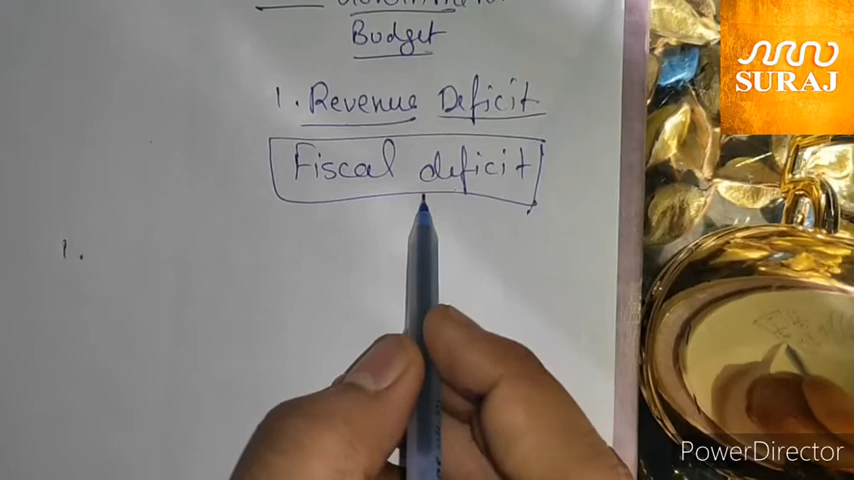 Budget
1. Revenue Deficit
Fiscal deficit
1.
SURAJ
PowerDirector